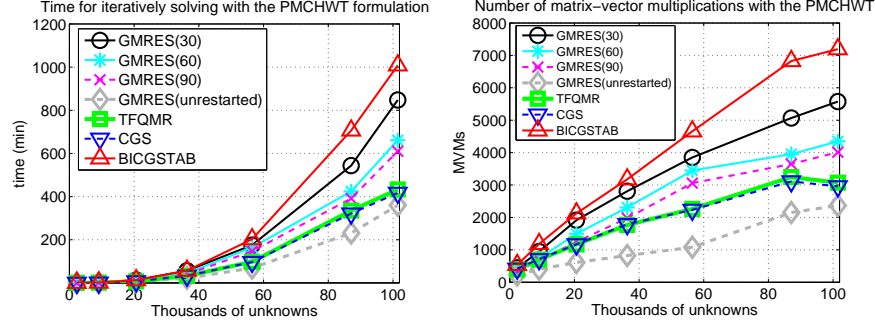 Time for iteratively solving with the PMCHWT formulation
time (min)
1200
1000
800
600
400
200
0
20
40
60
80
100
Thousands of unknowns
GMRES(30)
GMRES(60)
GMRES(90)
GMRES(unrestarted)
TFQMR
CGS
BICGSTAB
Number of matrix−vector multiplications with the PMCHWT
MVMs
8000
7000
6000
5000
4000
3000
2000
1000
0
0
20
40
60
80
100
Thousands of unknowns
GMRES(30)
GMRES(60)
GMRES(90)
GMRES(unrestarted)
TFQMR
CGS
BICGSTAB